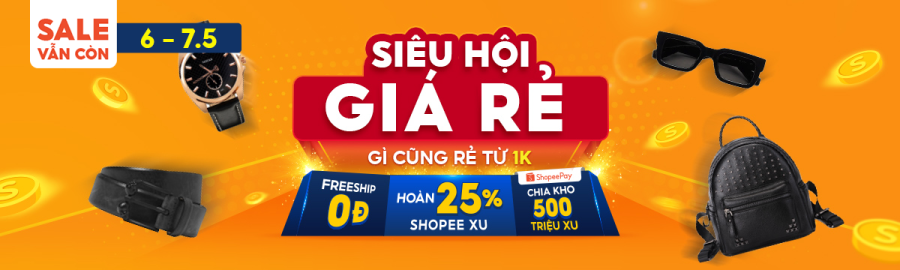 SALE
VẪN CÒN
6 – 7.5
SIÊU HỘI
GIÁ RẺ
GÌ CŨNG RẺ TỪ 1K
FREESHIP
0Đ
HOÀN 25%
SHOPEE XU
ShopeePay
CHIA KHO
500
TRIỆU XU